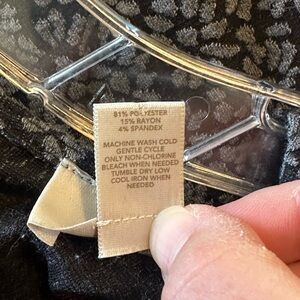 81% POLYESTER
15% RAYON
4% SPANDEX
MACHINE WASH COLD
GENTLE CYCLE
ONLY NON-CHLORINE
BLEACH WHEN NEEDED
TUMBLE DRY LOW
COOL IRON WHEN
NEEDED